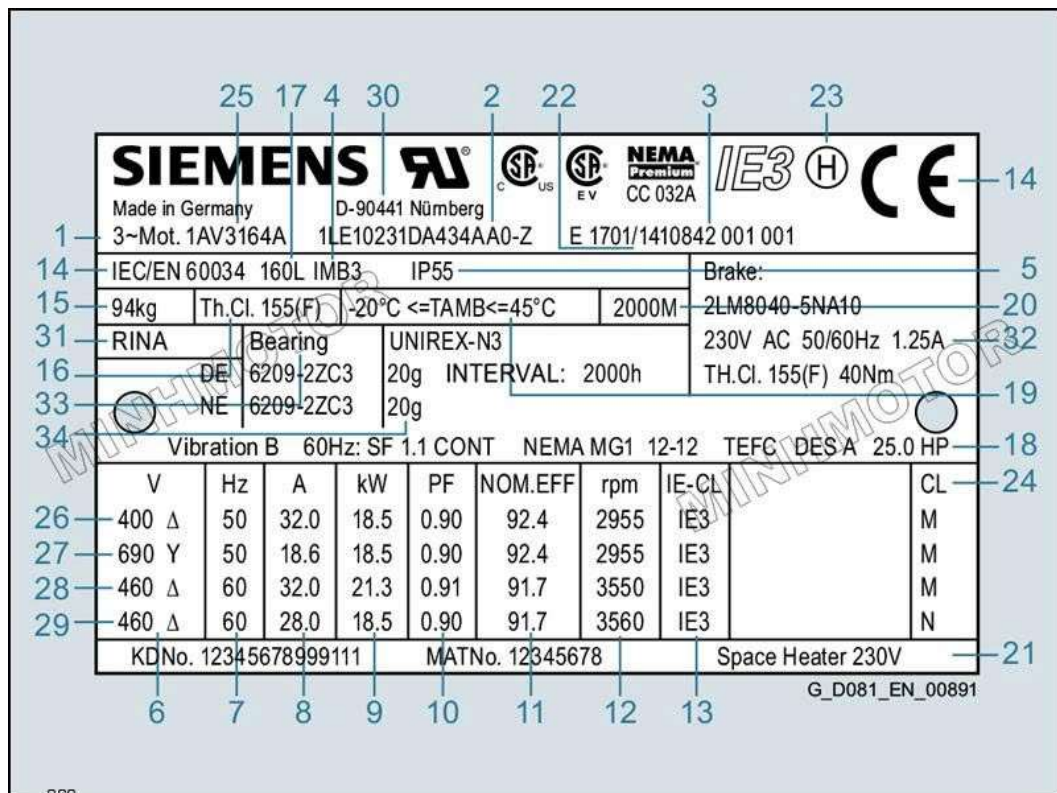 25 17 4 30 2 22 3 23
SIEMENS RU® C SA® US SA® EV NEMA Premium® CC 032A IE3 H CE 14
Made in Germany D-90441 Nürnberg
1 3~Mot. 1AV3164A 1LE10231DA434AA0-Z E 1701/1410842 001 001
14 IEC/EN 60034 160L IMB3 IP55 Brake: 5
15 94kg Th.Cl. 155(F) -20°C <=TAMB<=45°C 2000M 2LM8040-5NA10 20
31 RINA Bearing UNIREX-N3 230V AC 50/60Hz 1.25A 32
16 DE 6209-2ZC3 20g INTERVAL: 2000h TH.Cl. 155(F) 40Nm 19
33 NE 6209-2ZC3 20g
34
Vibration B 60Hz: SF 1.1 CONT NEMA MG1 12-12 TEFC DES A 25.0 HP 18
V Hz A kW PF NOM.EFF rpm IE-CL CL 24
26 400 Δ 50 32.0 18.5 0.90 92.4 2955 IE3 M
27 690 Y 50 18.6 18.5 0.90 92.4 2955 IE3 M
28 460 Δ 60 32.0 21.3 0.91 91.7 3550 IE3 M
29 460 Δ 60 28.0 18.5 0.90 91.7 3560 IE3 N
KDNo. 12345678999111 MATNo. 12345678 Space Heater 230V 21
G_D081_EN_00891
6 7 8 9 10 11 12 13
MINHMOTOR
MINHMOTOR